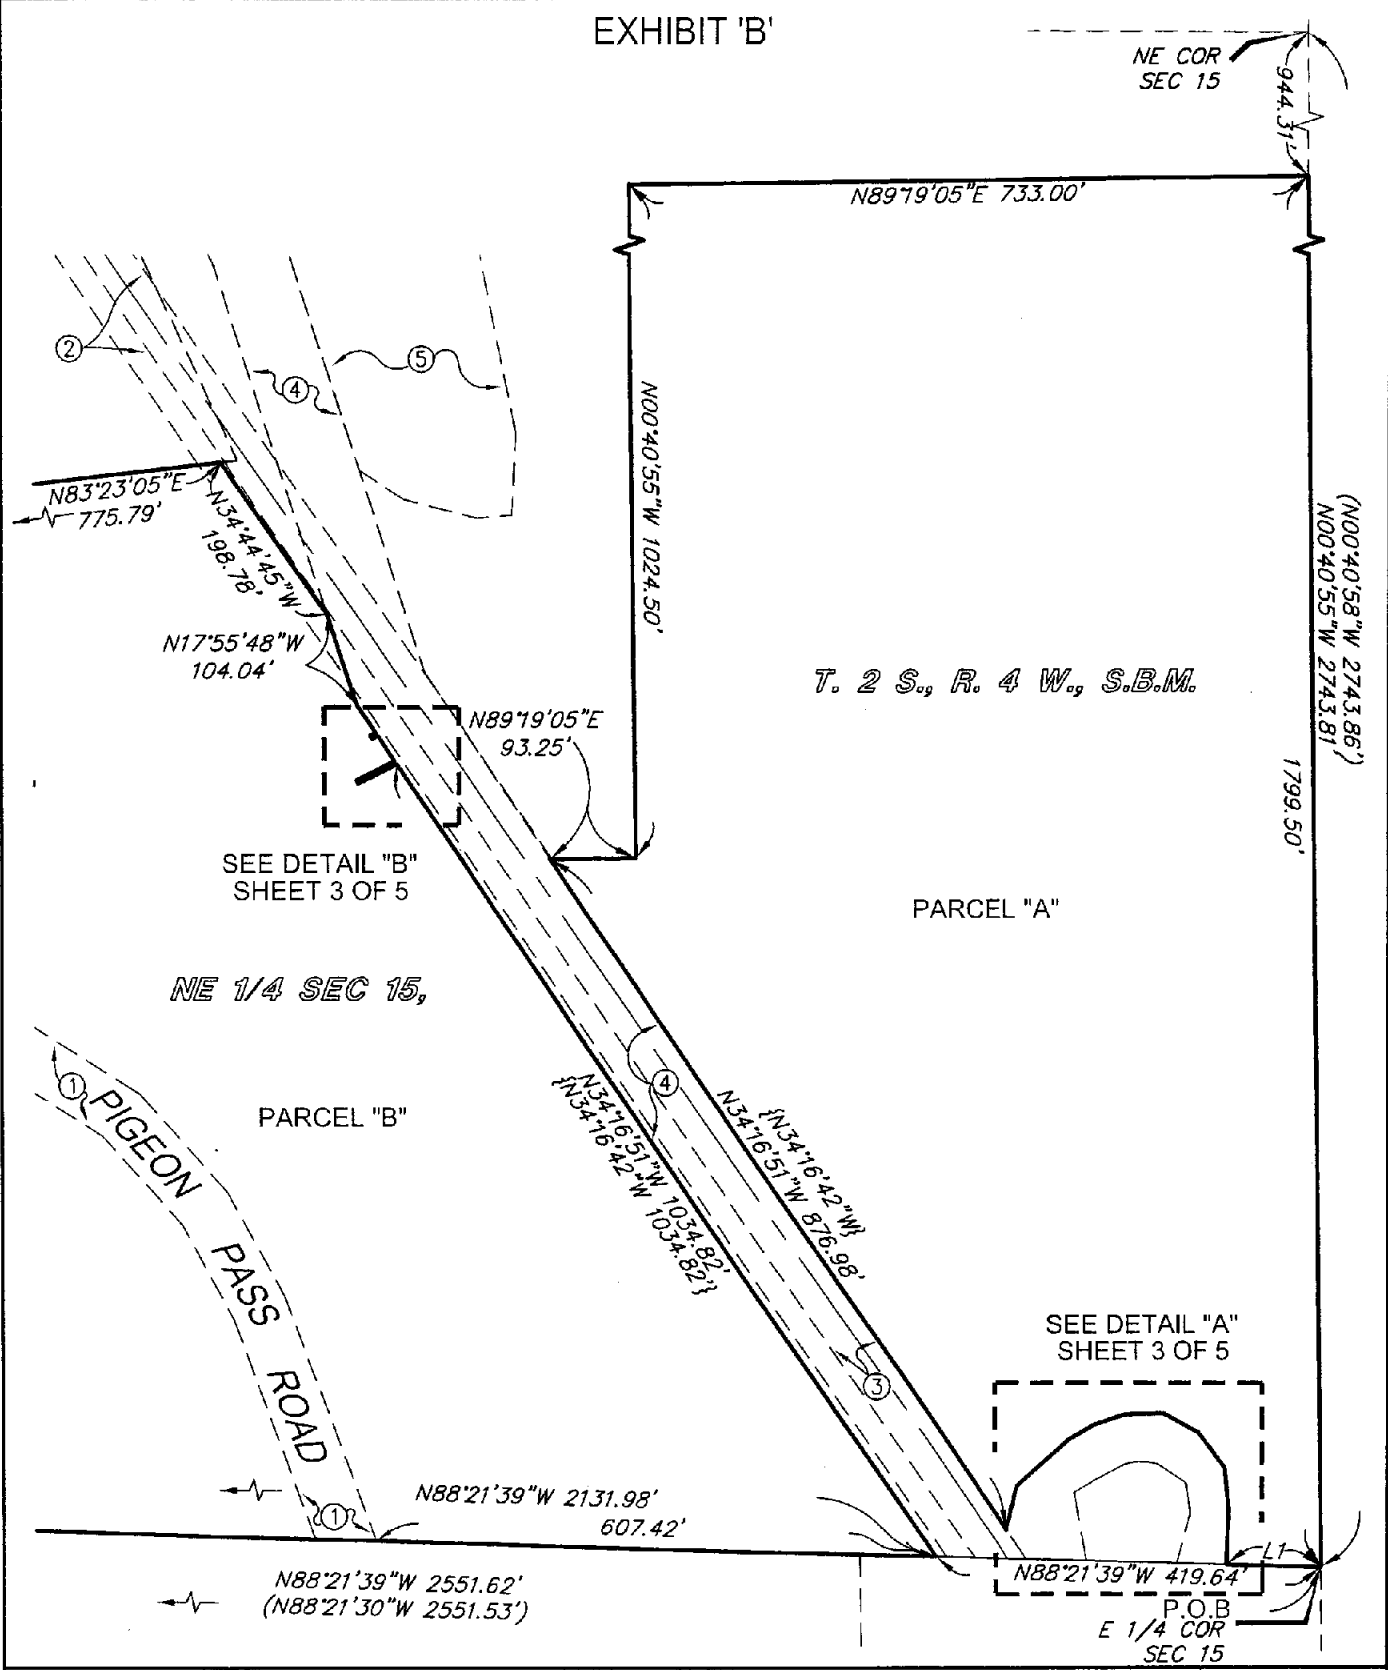 EXHIBIT 'B'
NE COR
SEC 15
944.31'
N89°19'05"E 733.00'
2
5
4
N00°40'55"W 1024.50'
N83°23'05"E
775.79'
N34°44'45"W
198.78'
(N00°40'58"W 2743.86')
N00°40'55"W 2743.81'
N17°55'48"W
104.04'
T. 2 S., R. 4 W., S.B.M.
N89°19'05"E
93.25'
1799.50'
SEE DETAIL "B"
SHEET 3 OF 5
PARCEL "A"
NE 1/4 SEC 15,
1
PIGEON
PASS
ROAD
PARCEL "B"
4
N34°16'51"W 1034.82'
{N34°16'42"W 1034.82'}
{N34°16'42"W}
N34°16'51"W 876.98'
SEE DETAIL "A"
SHEET 3 OF 5
3
1
N88°21'39"W 2131.98'
607.42'
L1
N88°21'39"W 419.64'
N88°21'39"W 2551.62'
(N88°21'30"W 2551.53')
P.O.B
E 1/4 COR
SEC 15